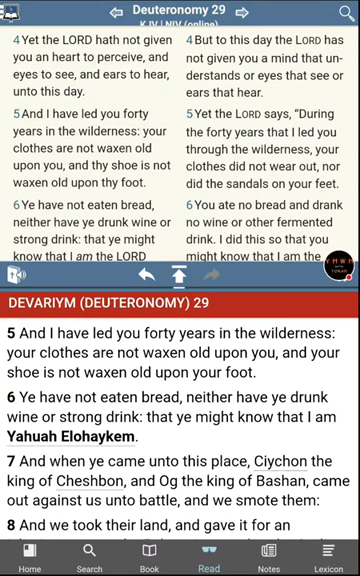 Deuteronomy 29
KJV | NIV (online)
4 Yet the LORD hath not given
you an heart to perceive, and
eyes to see, and ears to hear,
unto this day.
5 And I have led you forty
years in the wilderness: your
clothes are not waxen old
upon you, and thy shoe is not
waxen old upon thy foot.
6 Ye have not eaten bread,
neither have ye drunk wine or
strong drink: that ye might
know that I am the LORD
4 But to this day the LORD has
not given you a mind that un-
derstands or eyes that see or
ears that hear.
5 Yet the LORD says, “During
the forty years that I led you
through the wilderness, your
clothes did not wear out, nor
did the sandals on your feet.
6 You ate no bread and drank
no wine or other fermented
drink. I did this so that you
might know that I am the
YHWH
DEVARIYM (DEUTERONOMY) 29
5 And I have led you forty years in the wilderness:
your clothes are not waxen old upon you, and your
shoe is not waxen old upon your foot.
6 Ye have not eaten bread, neither have ye drunk
wine or strong drink: that ye might know that I am
Yahuah Elohaykem.
7 And when ye came unto this place, Ciychon the
king of Cheshbon, and Og the king of Bashan, came
out against us unto battle, and we smote them:
8 And we took their land, and gave it for an
Home
Search
Book
Read
Notes
Lexicon